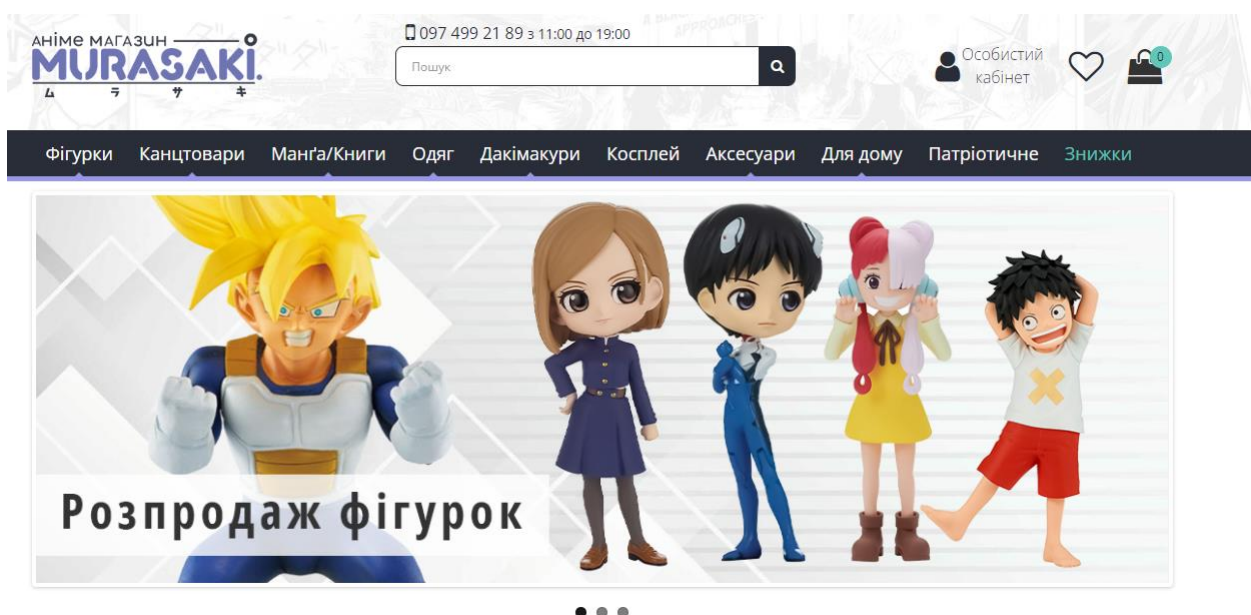 097 499 21 89 з 11:00 до 19:00
аніме магазин
MURASAKI.
ムラサキ
Пошук
Особистий
кабінет
0
Фігурки Канцтовари Манґа/Книги Одяг Дакімакури Косплей Аксесуари Для дому Патріотичне Знижки
Розпродаж фігурок